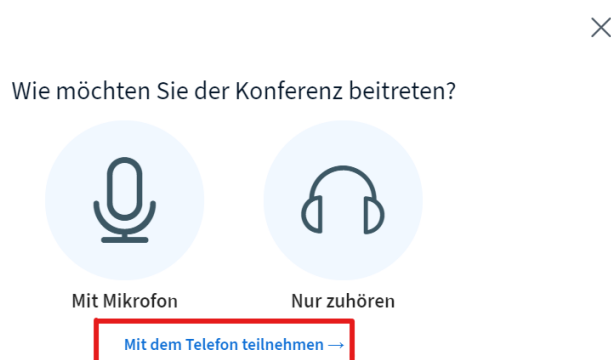 Wie möchten Sie der Konferenz beitreten?
Mit Mikrofon
Nur zuhören
Mit dem Telefon teilnehmen →